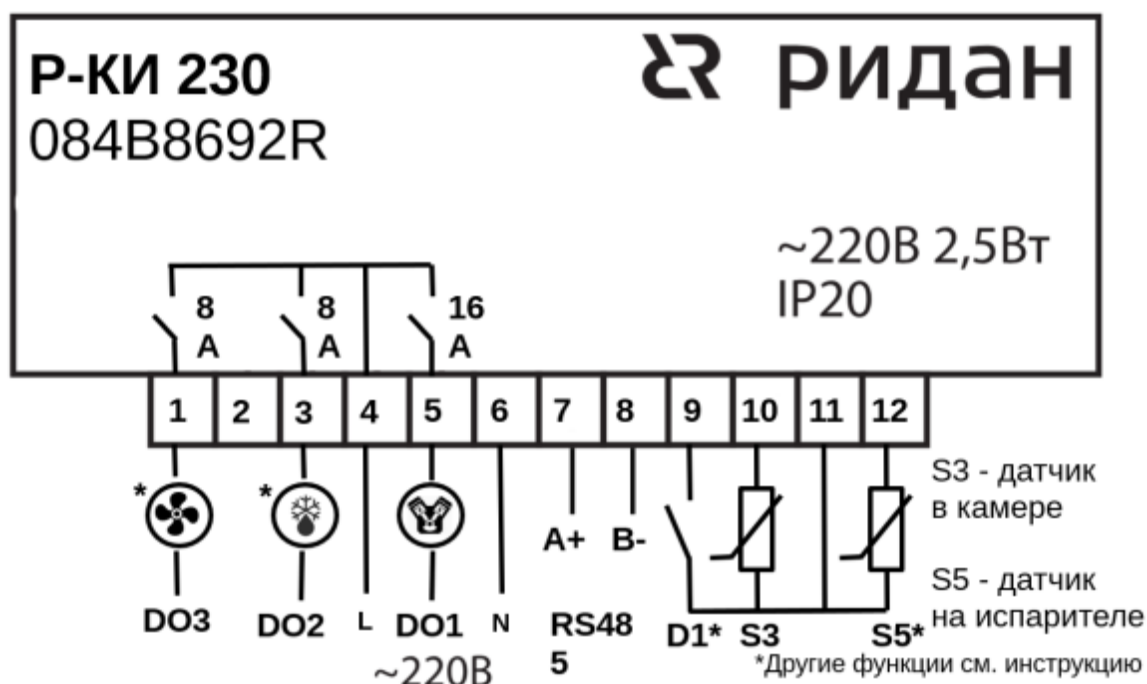 Р-КИ 230
ридан
084B8692R
~220В 2,5Вт
IP20
8 A
8 A
16 A
1 2 3 4 5 6 7 8 9 10 11 12
* *
A+ B-
S3 - датчик
в камере
S5 - датчик
на испарителе
DO3 DO2 L DO1 N RS48
5
D1* S3 S5*
~220В
*Другие функции см. инструкцию